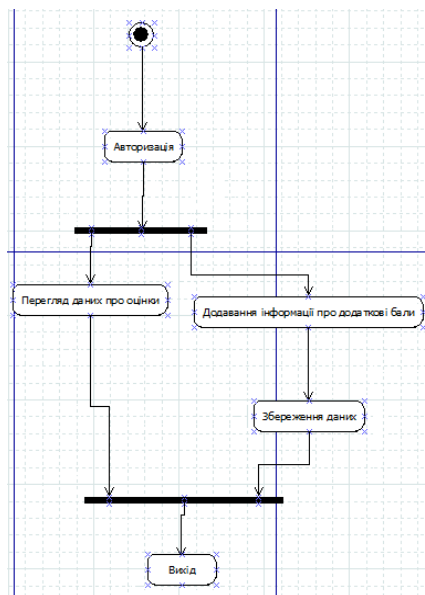 Авторизація
Перегляд даних про оцінки
Додавання інформації про додаткові бали
Збереження даних
Вихід